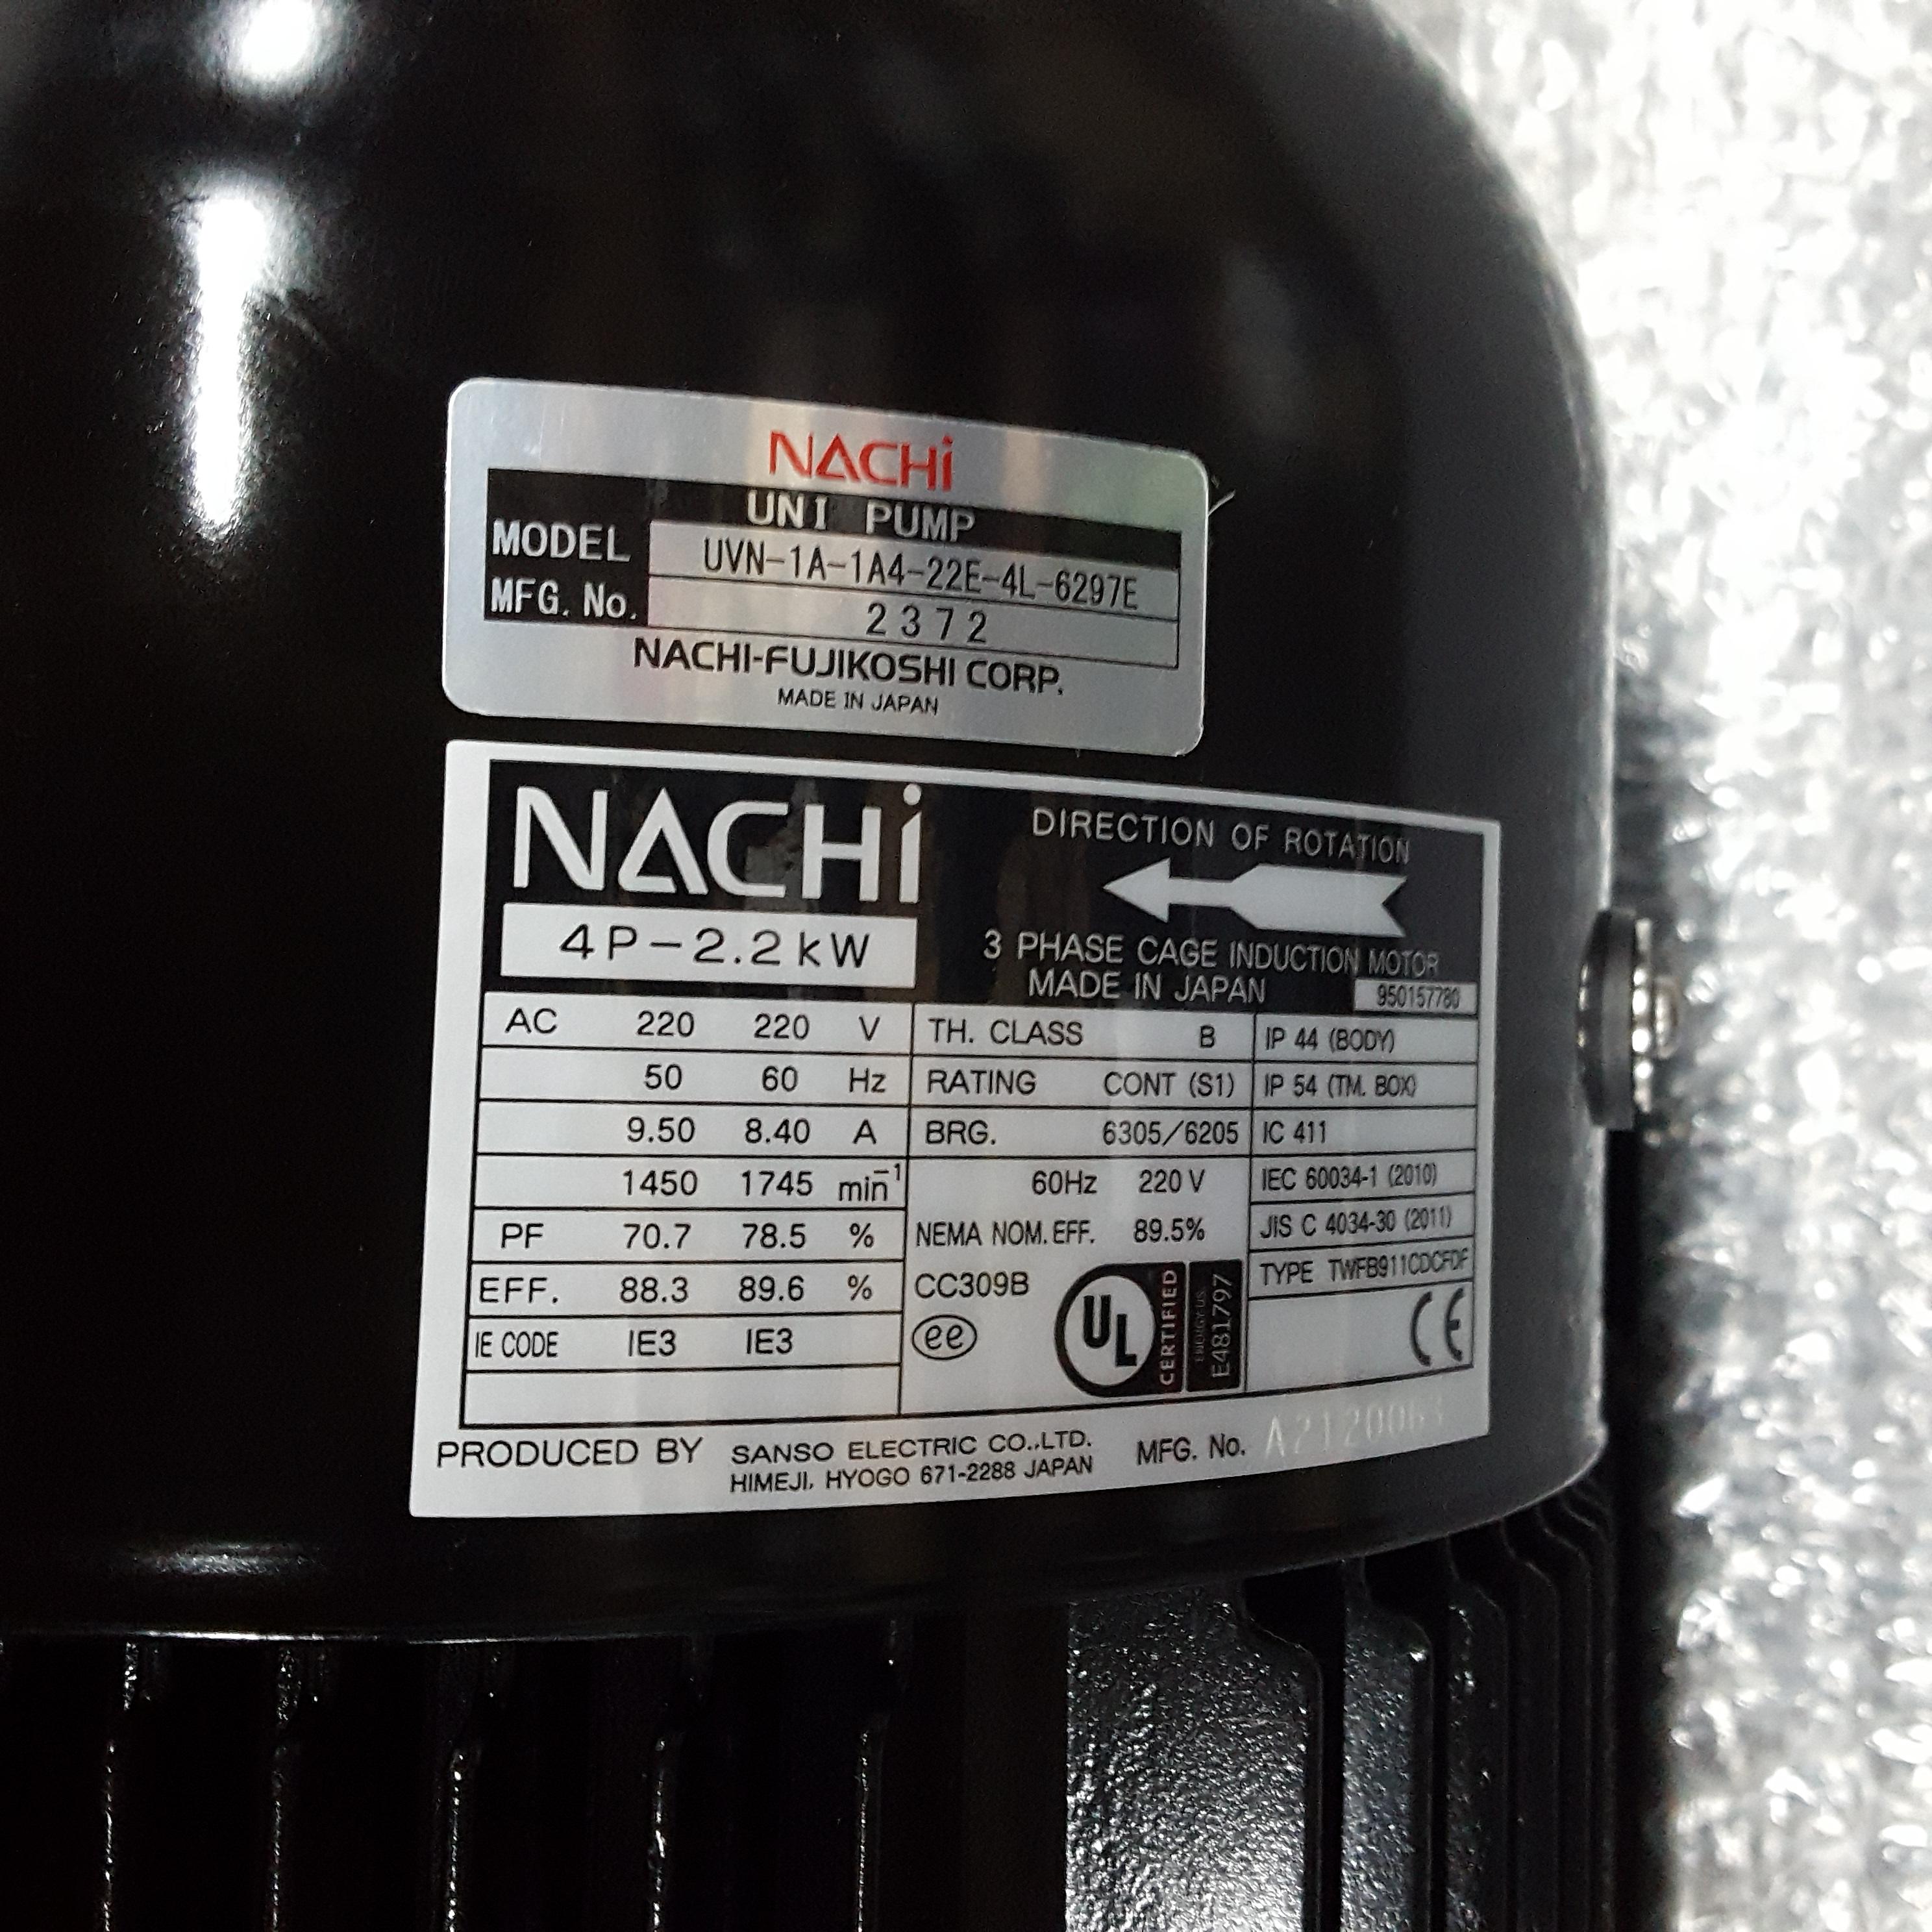 NACHi
UNI PUMP
MODEL UVN-1A-1A4-22E-4L-6297E
MFG. No. 2372
NACHI-FUJIKOSHI CORP.
MADE IN JAPAN
NACHi
DIRECTION OF ROTATION
4P-2.2kW
3 PHASE CAGE INDUCTION MOTOR
MADE IN JAPAN
950157780
AC 220 220 V
50 60 Hz
9.50 8.40 A
1450 1745 min⁻¹
PF 70.7 78.5 %
EFF. 88.3 89.6 %
IE CODE IE3 IE3
TH. CLASS B
RATING CONT (S1)
BRG. 6305/6205
60Hz 220 V
NEMA NOM. EFF. 89.5%
CC309B
ee
UL
CERTIFIED
ENERGY US
E481797
IP 44 (BODY)
IP 54 (TM. BOX)
IC 411
IEC 60034-1 (2010)
JIS C 4034-30 (2011)
TYPE TWFB911CDCFDF
CE
PRODUCED BY SANSO ELECTRIC CO.,LTD.
HIMEJI, HYOGO 671-2288 JAPAN
MFG. No.